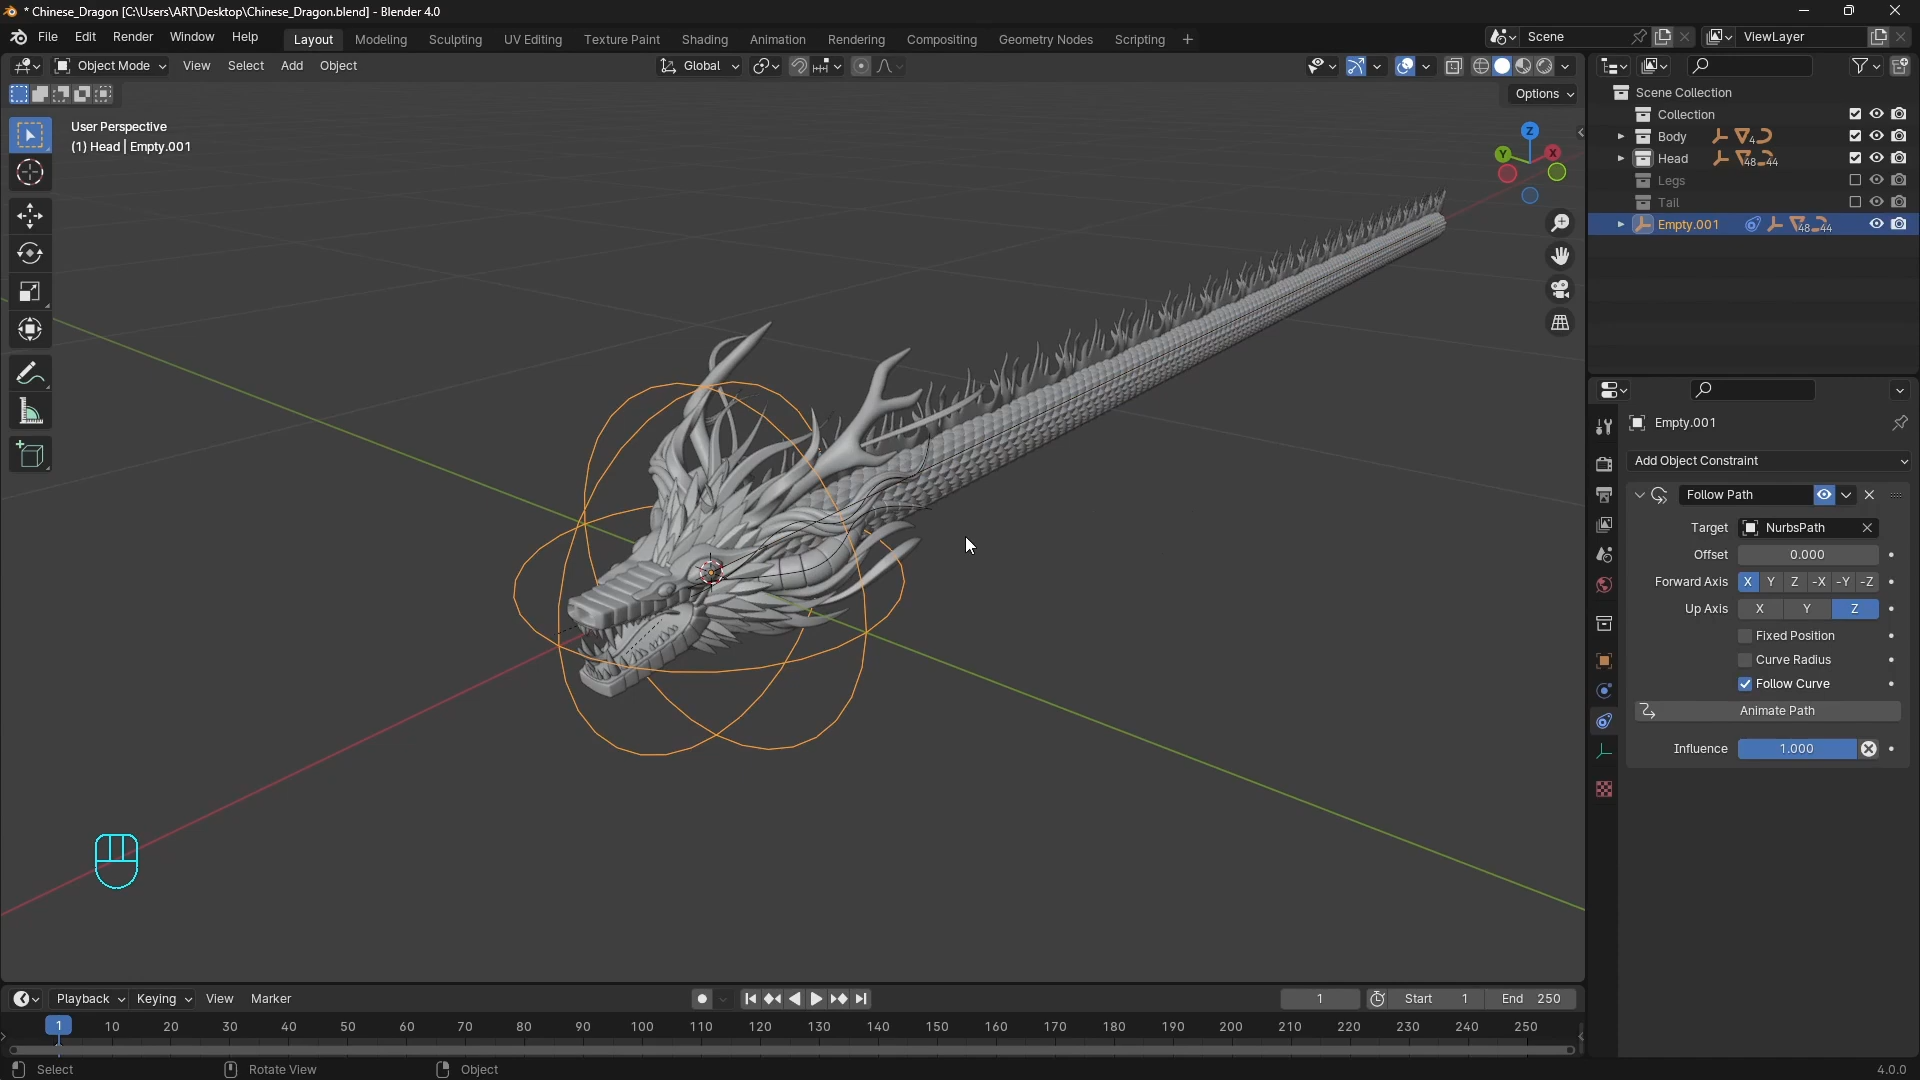 * Chinese_Dragon [C:\Users\ART\Desktop\Chinese_Dragon.blend] - Blender 4.0
File Edit Render Window Help Layout Modeling Sculpting UV Editing Texture Paint Shading Animation Rendering Compositing Geometry Nodes Scripting + Scene ViewLayer
Object Mode View Select Add Object Global
Options
User Perspective
(1) Head | Empty.001
Z
Y X
Scene Collection
Collection
Body 4
Head 48 44
Legs
Tail
Empty.001 48 44
Empty.001
Add Object Constraint
Follow Path
Target NurbsPath
Offset 0.000
Forward Axis X Y Z -X -Y -Z
Up Axis X Y Z
Fixed Position
Curve Radius
Follow Curve
Animate Path
Influence 1.000
Playback Keying View Marker 1 Start 1 End 250
1 10 20 30 40 50 60 70 80 90 100 110 120 130 140 150 160 170 180 190 200 210 220 230 240 250
Select Rotate View Object 4.0.0